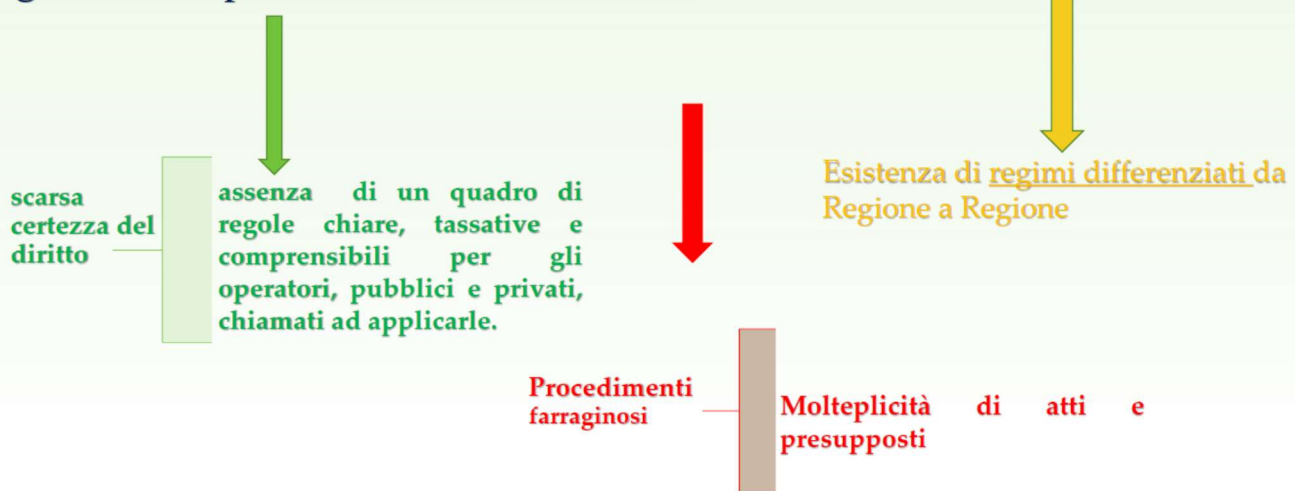 scarsa
certezza del
diritto
assenza di un quadro di
regole chiare, tassative e
comprensibili per gli
operatori, pubblici e privati,
chiamati ad applicarle.
Esistenza di regimi differenziati da
Regione a Regione
Procedimenti
farraginosi
Molteplicità di atti e
presupposti